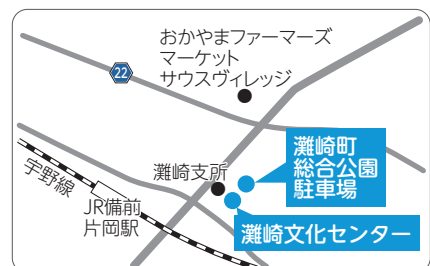 おかやまファーマーズ
マーケット
サウスヴィレッジ
22
灘崎町
総合公園
駐車場
灘崎支所
宇野線
JR備前
片岡駅
灘崎文化センター